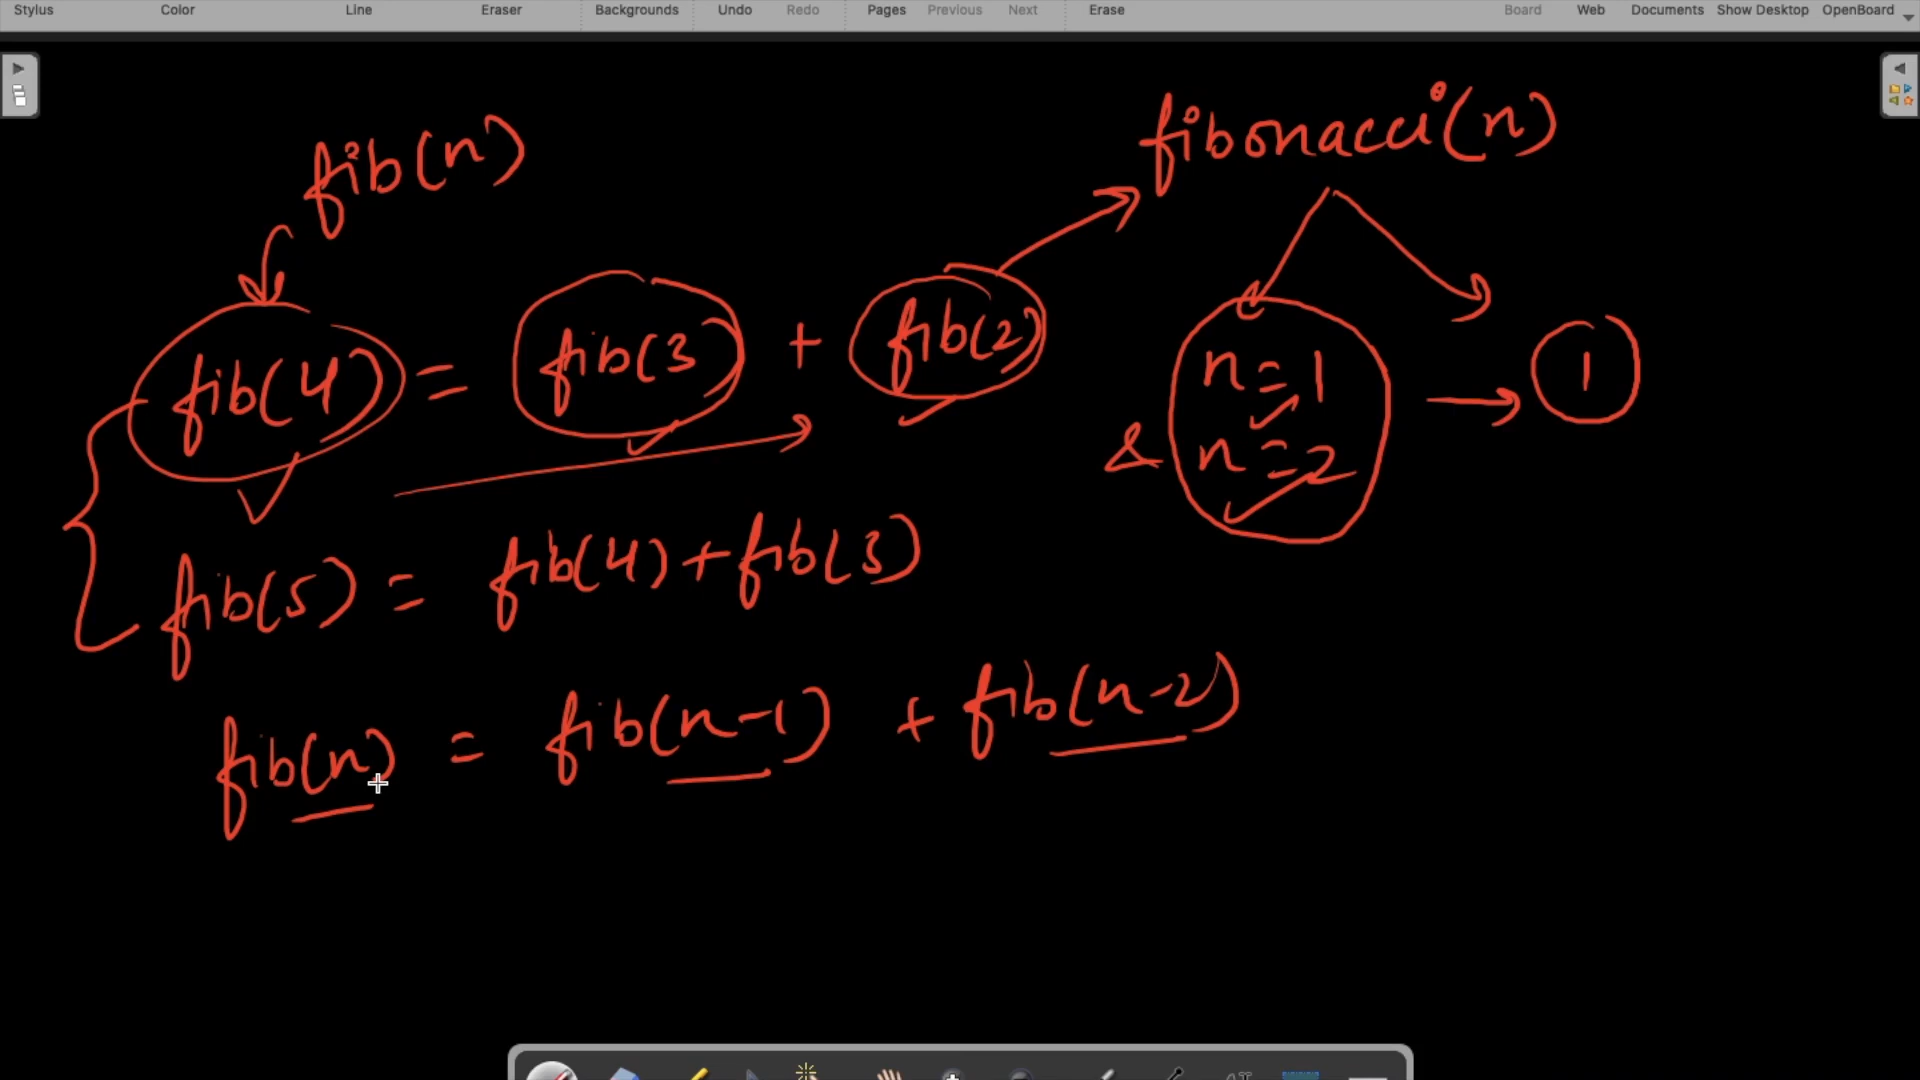 Stylus Color Line Eraser Backgrounds Undo Redo Pages Previous Next Erase Board Web Documents Show Desktop OpenBoard
fib(n)
fibonacci(n)
fib(4) = fib(3) + fib(2)
n=1
& n=2
→ 1
fib(5) = fib(4)+fib(3)
fib(n) = fib(n-1) + fib(n-2)